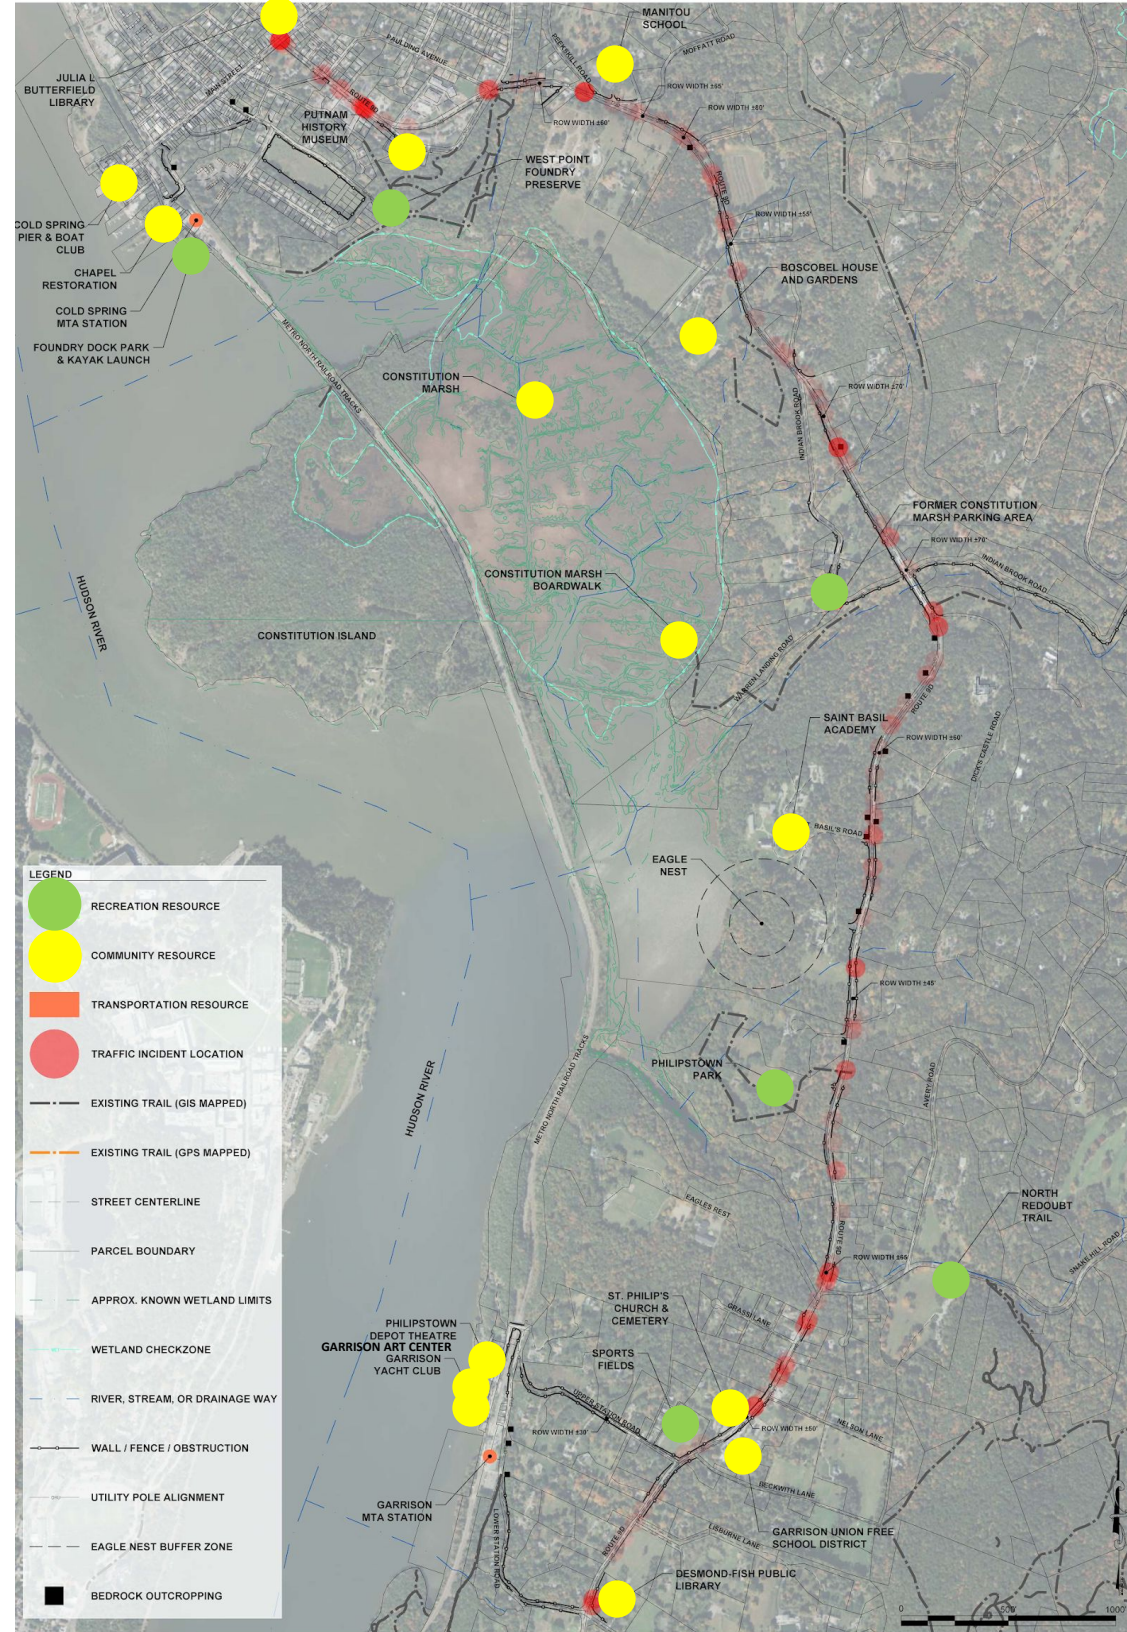 MANITOU
SCHOOL
PEEKSKILL ROAD
MOFFATT ROAD
PAULDING AVENUE
JULIA L
BUTTERFIELD
LIBRARY
MAIN STREET
ROUTE 9D
PUTNAM
HISTORY
MUSEUM
ROW WIDTH ±65'
ROW WIDTH ±60'
ROW WIDTH ±60'
WEST POINT
FOUNDRY
PRESERVE
ROUTE 9D
ROW WIDTH ±55'
COLD SPRING
PIER & BOAT
CLUB
CHAPEL
RESTORATION
COLD SPRING
MTA STATION
FOUNDRY DOCK PARK
& KAYAK LAUNCH
BOSCOBEL HOUSE
AND GARDENS
METRO NORTH RAILROAD TRACKS
CONSTITUTION
MARSH
ROW WIDTH ±70'
INDIAN BROOK ROAD
FORMER CONSTITUTION
MARSH PARKING AREA
ROW WIDTH ±70'
INDIAN BROOK ROAD
CONSTITUTION MARSH
BOARDWALK
HUDSON RIVER
CONSTITUTION ISLAND
WARREN LANDING ROAD
ROUTE 9D
SAINT BASIL
ACADEMY
ROW WIDTH ±60'
DICK'S CASTLE ROAD
BASIL'S ROAD
EAGLE
NEST
ROW WIDTH ±45'
PHILIPSTOWN
PARK
METRO NORTH RAILROAD TRACKS
HUDSON RIVER
AVERY ROAD
EAGLES REST
NORTH
REDOUBT
TRAIL
ROUTE 9D
SNAKE HILL ROAD
ROW WIDTH ±65
ST. PHILIP'S
CHURCH &
CEMETERY
GRASSI LANE
PHILIPSTOWN
DEPOT THEATRE
GARRISON ART CENTER
GARRISON
YACHT CLUB
SPORTS
FIELDS
UPPER STATION ROAD
ROW WIDTH ±30'
ROW WIDTH ±50'
NELSON LANE
BECKWITH LANE
GARRISON
MTA STATION
LOWER STATION ROAD
ROUTE 9D
LISBURNE LANE
GARRISON UNION FREE
SCHOOL DISTRICT
DESMOND-FISH PUBLIC
LIBRARY
0 500' 1000'
LEGEND
RECREATION RESOURCE
COMMUNITY RESOURCE
TRANSPORTATION RESOURCE
TRAFFIC INCIDENT LOCATION
EXISTING TRAIL (GIS MAPPED)
EXISTING TRAIL (GPS MAPPED)
STREET CENTERLINE
PARCEL BOUNDARY
APPROX. KNOWN WETLAND LIMITS
WETLAND CHECKZONE
RIVER, STREAM, OR DRAINAGE WAY
WALL / FENCE / OBSTRUCTION
UTILITY POLE ALIGNMENT
EAGLE NEST BUFFER ZONE
BEDROCK OUTCROPPING